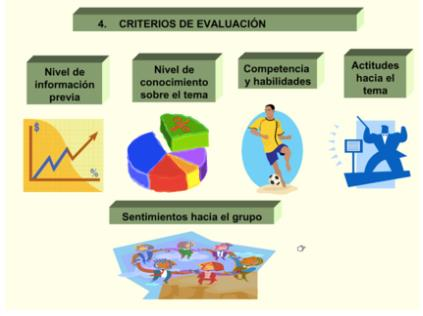 4. CRITERIOS DE EVALUACIÓN
Nivel de
información
previa
Nivel de
conocimiento
sobre el tema
Competencia
y habilidades
Actitudes
hacia el
tema
$
%
%
Sentimientos hacia el grupo